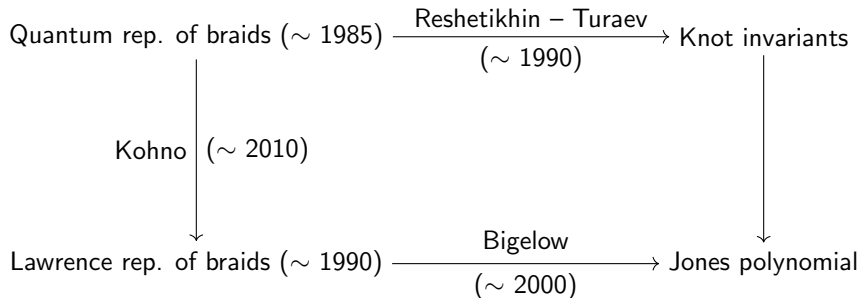 Quantum rep. of braids (∼ 1985)
Reshetikhin – Turaev
(∼ 1990)
Knot invariants
Kohno
(∼ 2010)
Lawrence rep. of braids (∼ 1990)
Bigelow
(∼ 2000)
Jones polynomial